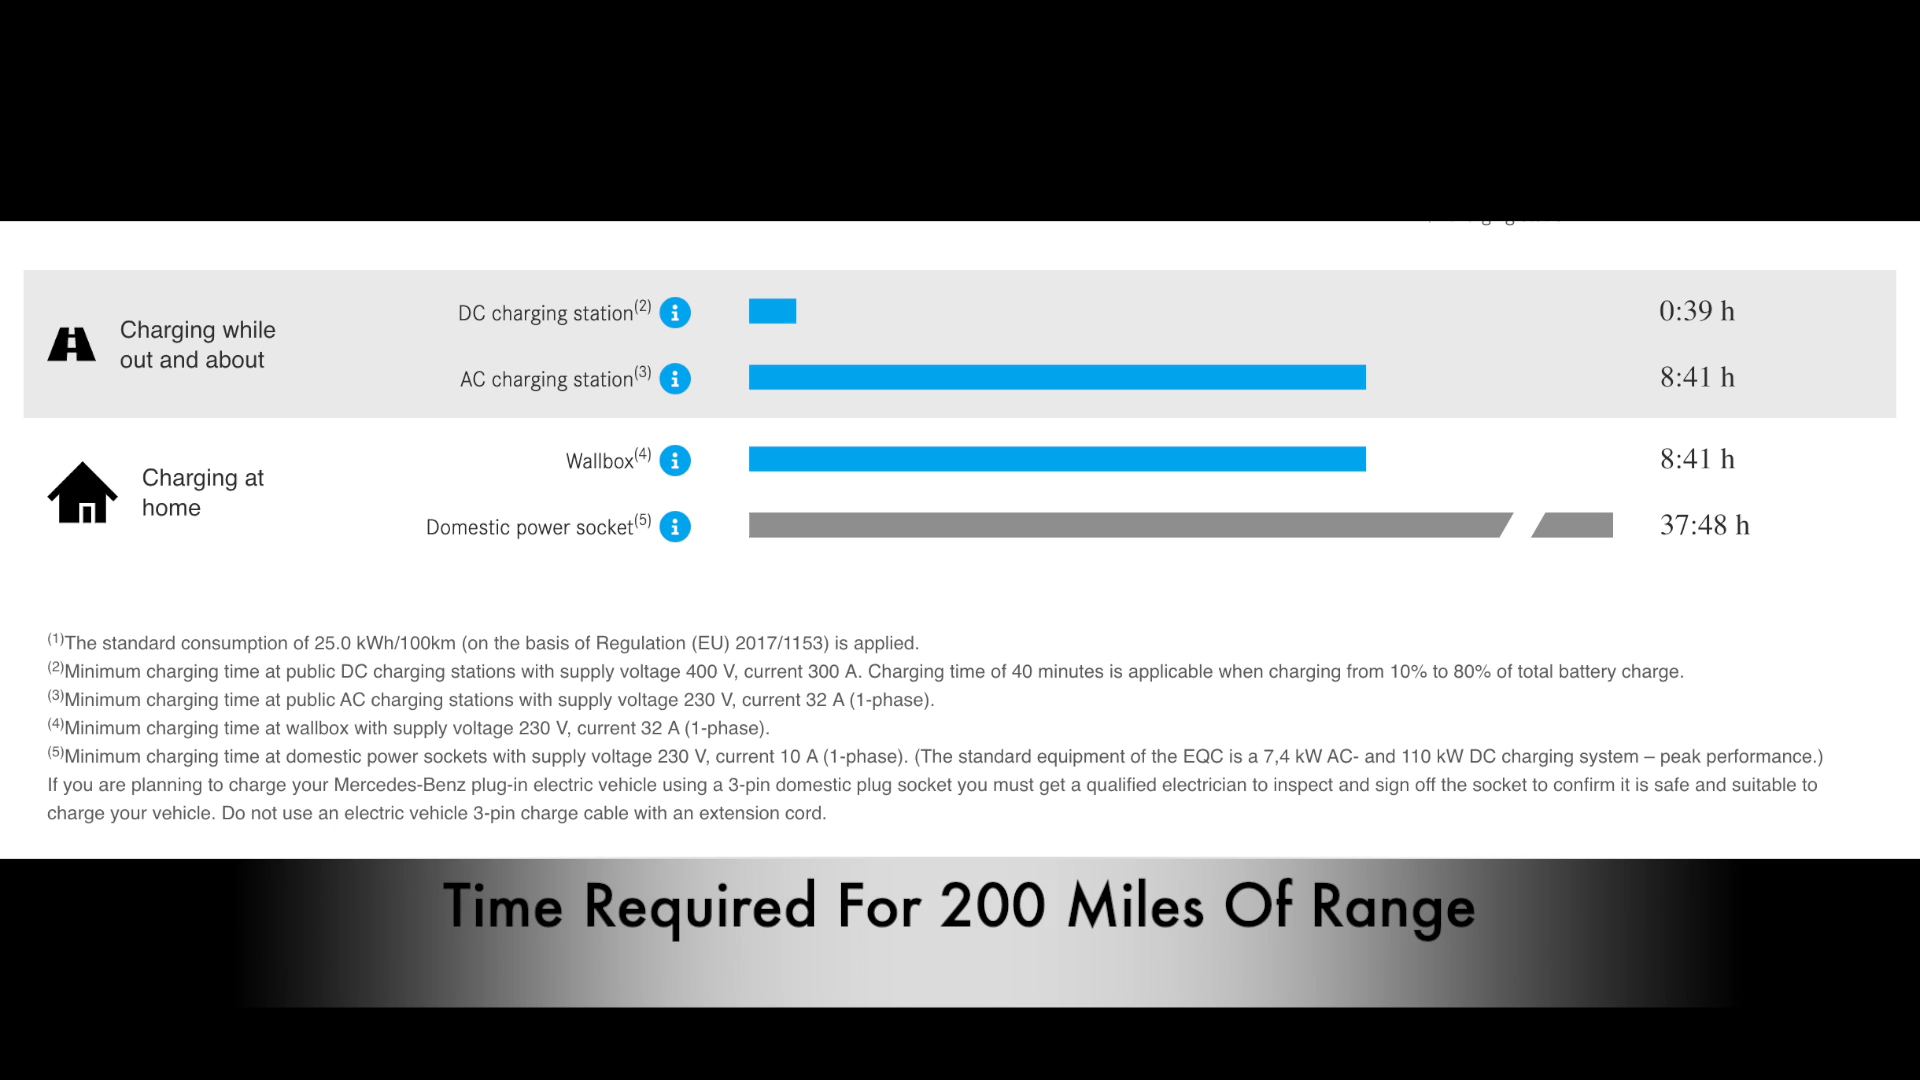 DC charging station(2) i 0:39 h
Charging while
out and about
AC charging station(3) i 8:41 h
Wallbox(4) i 8:41 h
Charging at
home
Domestic power socket(5) i 37:48 h
(1)The standard consumption of 25.0 kWh/100km (on the basis of Regulation (EU) 2017/1153) is applied.
(2)Minimum charging time at public DC charging stations with supply voltage 400 V, current 300 A. Charging time of 40 minutes is applicable when charging from 10% to 80% of total battery charge.
(3)Minimum charging time at public AC charging stations with supply voltage 230 V, current 32 A (1-phase).
(4)Minimum charging time at wallbox with supply voltage 230 V, current 32 A (1-phase).
(5)Minimum charging time at domestic power sockets with supply voltage 230 V, current 10 A (1-phase). (The standard equipment of the EQC is a 7,4 kW AC- and 110 kW DC charging system – peak performance.)
If you are planning to charge your Mercedes-Benz plug-in electric vehicle using a 3-pin domestic plug socket you must get a qualified electrician to inspect and sign off the socket to confirm it is safe and suitable to
charge your vehicle. Do not use an electric vehicle 3-pin charge cable with an extension cord.
Time Required For 200 Miles Of Range